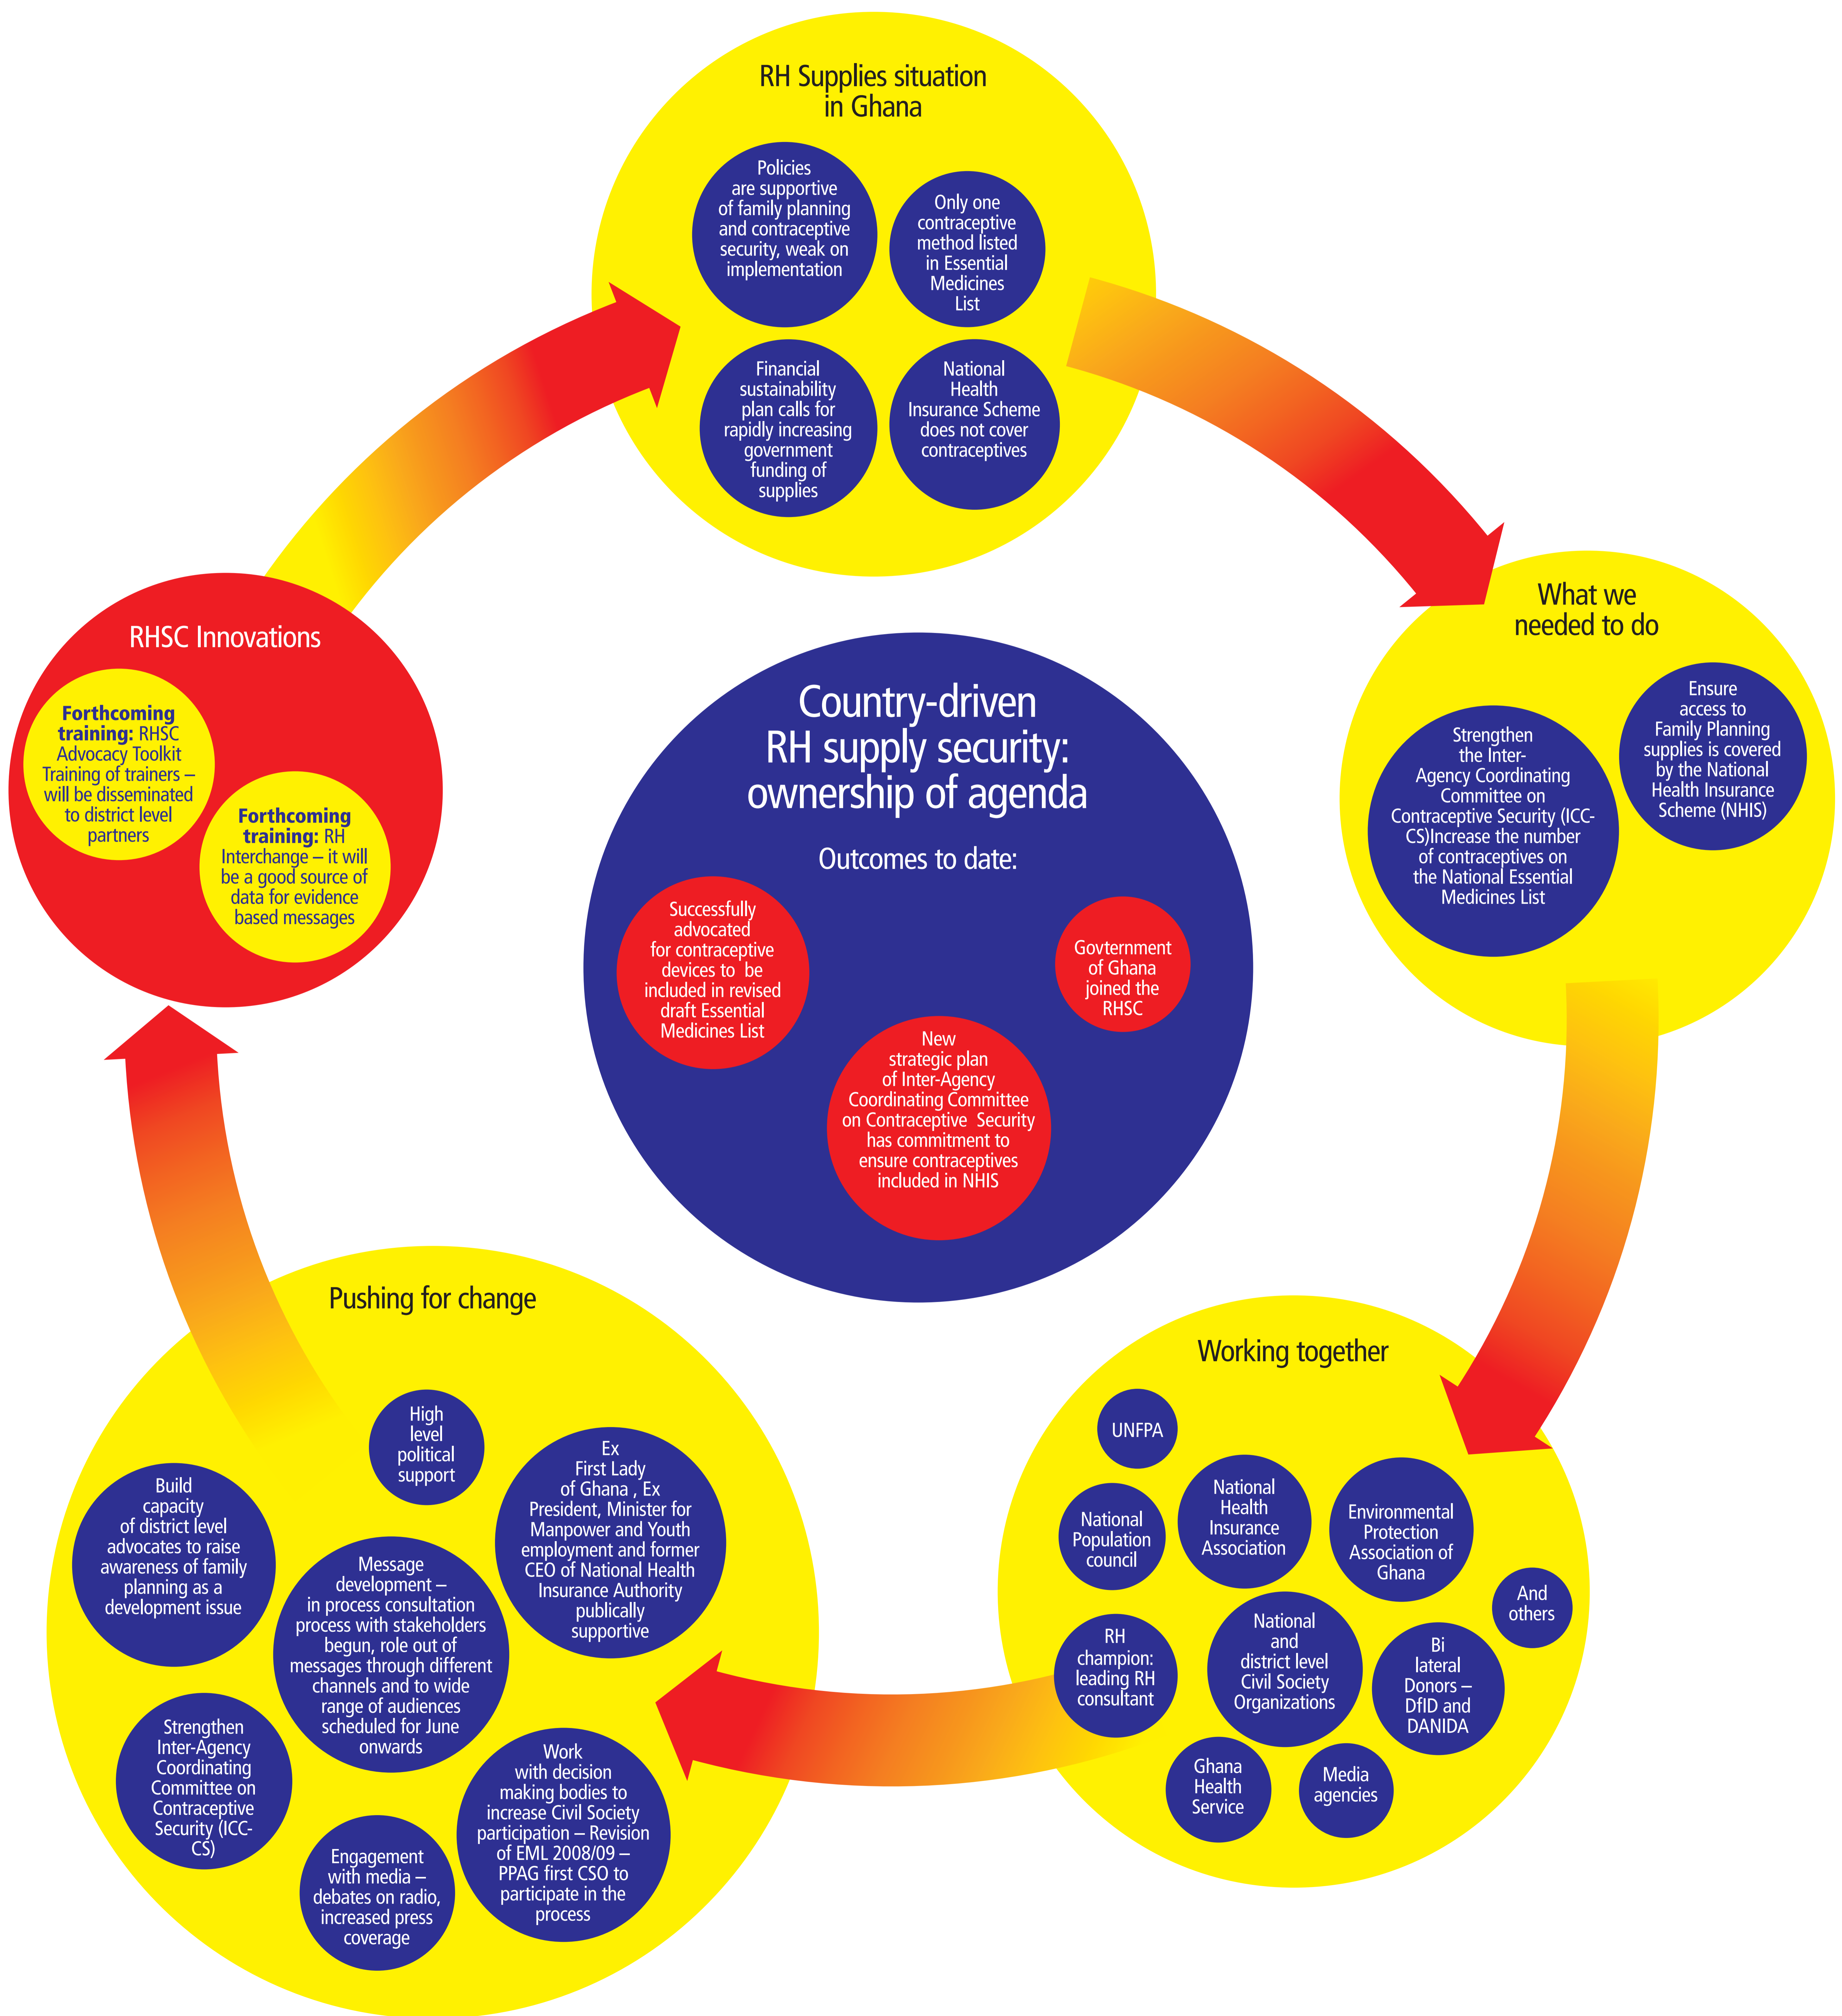 RH Supplies situation
in Ghana
Policies
are supportive
of family planning
and contraceptive
security, weak on
implementation
Only one
contraceptive
method listed
in Essential
Medicines
List
Financial
sustainability
plan calls for
rapidly increasing
government
funding of
supplies
National
Health
Insurance Scheme
does not cover
contraceptives
What we
needed to do
Strengthen
the Inter-
Agency Coordinating
Committee on
Contraceptive Security (ICC-
CS)Increase the number
of contraceptives on
the National Essential
Medicines List
Ensure
access to
Family Planning
supplies is covered
by the National
Health Insurance
Scheme (NHIS)
Working together
UNFPA
National
Population
council
National
Health
Insurance
Association
Environmental
Protection
Association of
Ghana
And
others
RH
champion:
leading RH
consultant
National
and
district level
Civil Society
Organizations
Bi
lateral
Donors –
DfID and
DANIDA
Ghana
Health
Service
Media
agencies
Pushing for change
High
level
political
support
Ex
First Lady
of Ghana , Ex
President, Minister for
Manpower and Youth
employment and former
CEO of National Health
Insurance Authority
publically
supportive
Build
capacity
of district level
advocates to raise
awareness of family
planning as a
development issue
Message
development –
in process consultation
process with stakeholders
begun, role out of
messages through different
channels and to wide
range of audiences
scheduled for June
onwards
Strengthen
Inter-Agency
Coordinating
Committee on
Contraceptive
Security (ICC-
CS)
Work
with decision
making bodies to
increase Civil Society
participation – Revision
of EML 2008/09 –
PPAG first CSO to
participate in the
process
Engagement
with media –
debates on radio,
increased press
coverage
RHSC Innovations
Forthcoming
training: RHSC
Advocacy Toolkit
Training of trainers –
will be disseminated
to district level
partners
Forthcoming
training: RH
Interchange – it will
be a good source of
data for evidence
based messages
Country-driven
RH supply security:
ownership of agenda
Outcomes to date:
Successfully
advocated
for contraceptive
devices to  be
included in revised
draft Essential
Medicines List
Govternment
of Ghana
joined the
RHSC
New
strategic plan
of Inter-Agency
Coordinating Committee
on Contraceptive  Security
has commitment to
ensure contraceptives
included in NHIS